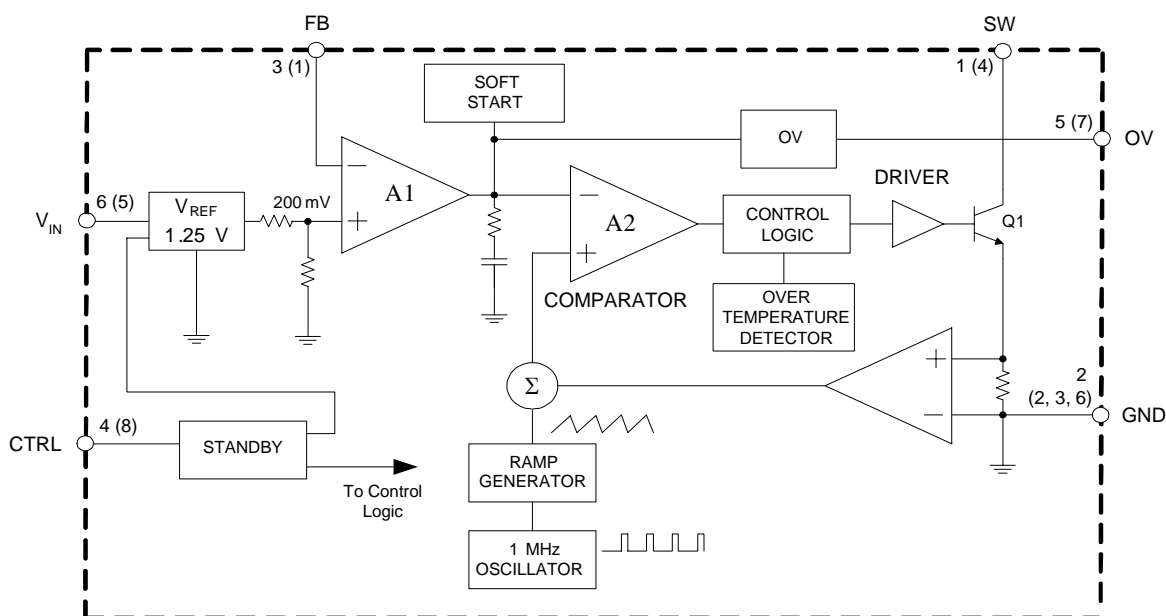 FB
SW
3 (1)
1 (4)
SOFT
START
5 (7)
OV
OV
A1
DRIVER
6 (5)
V_IN
V_REF
1.25 V
200 mV
A2
CONTROL
LOGIC
Q1
COMPARATOR
OVER
TEMPERATURE
DETECTOR
Σ
2
(2, 3, 6)
GND
CTRL
4 (8)
STANDBY
RAMP
GENERATOR
To Control
Logic
1 MHz
OSCILLATOR